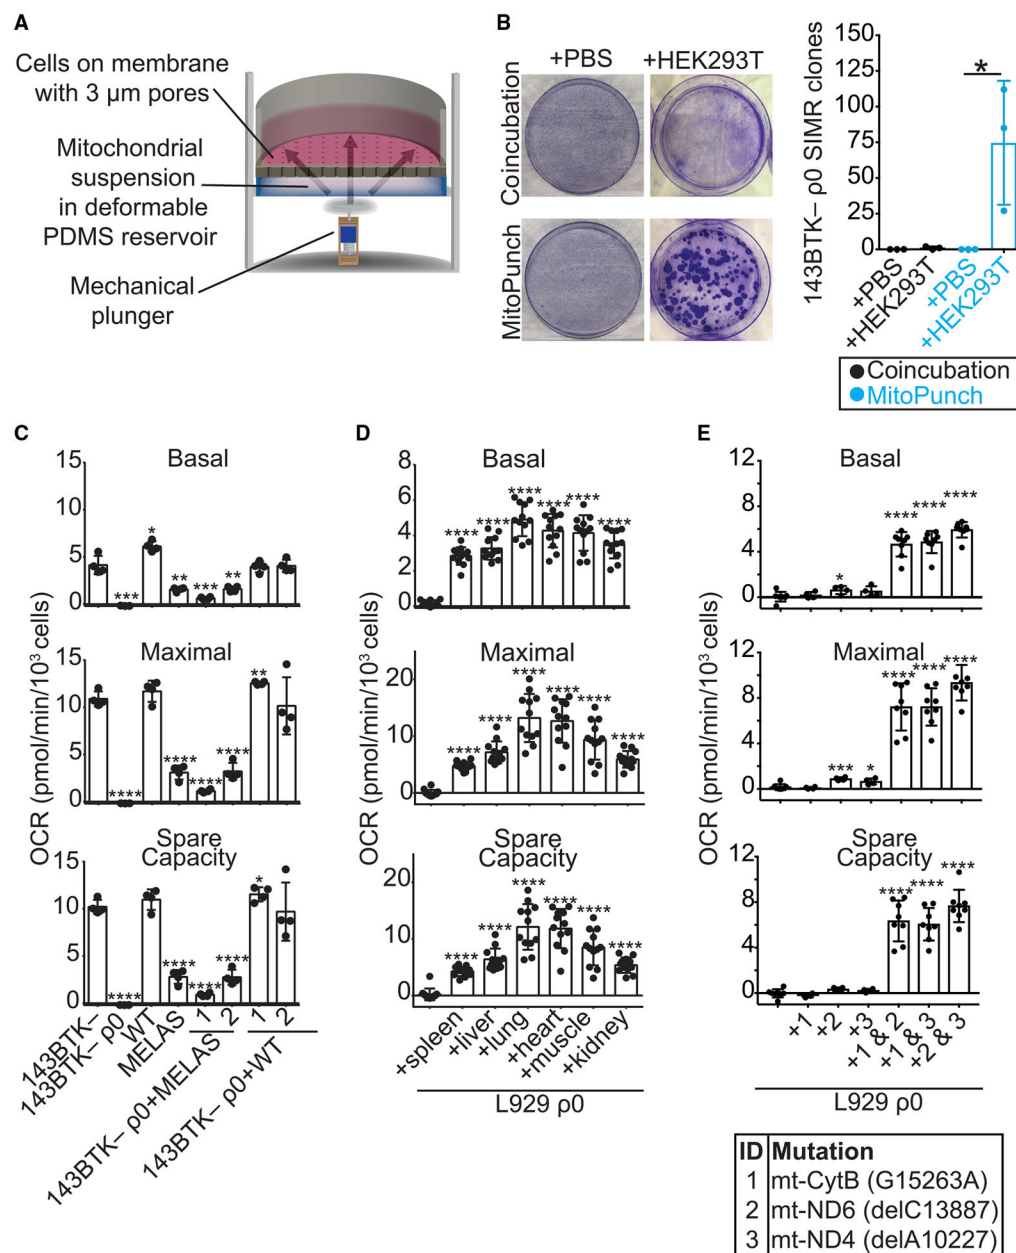 A
Cells on membrane
with 3 μm pores
Mitochondrial
suspension
in deformable
PDMS reservoir
Mechanical
plunger
B
+PBS
+HEK293T
Coincubation
MitoPunch
143BTK– ρ0 SIMR clones
150
125
100
75
50
25
0
*
+PBS
+HEK293T
+PBS
+HEK293T
Coincubation
MitoPunch
C
OCR (pmol/min/10³ cells)
Basal
15
10
5
0
***
*
**
***
**
Maximal
15
10
5
0
****
****
****
****
**
Spare
Capacity
15
10
5
0
****
****
****
****
*
143BTK–
143BTK– ρ0
WT
MELAS
1
2
1
2
143BTK– ρ0+MELAS
143BTK– ρ0+WT
D
OCR (pmol/min/10³ cells)
Basal
8
6
4
2
0
****
****
****
****
****
****
Maximal
20
10
0
****
****
****
****
****
****
Spare
Capacity
20
10
0
****
****
****
****
****
****
+spleen
+liver
+lung
+heart
+muscle
+kidney
L929 ρ0
E
OCR (pmol/min/10³ cells)
Basal
12
8
4
0
*
****
****
****
Maximal
12
8
4
0
***
*
****
****
****
Spare
Capacity
12
8
4
0
****
****
****
+1
+2
+3
+1 & 2
+1 & 3
+2 & 3
L929 ρ0
ID Mutation
1 mt-CytB (G15263A)
2 mt-ND6 (delC13887)
3 mt-ND4 (delA10227)